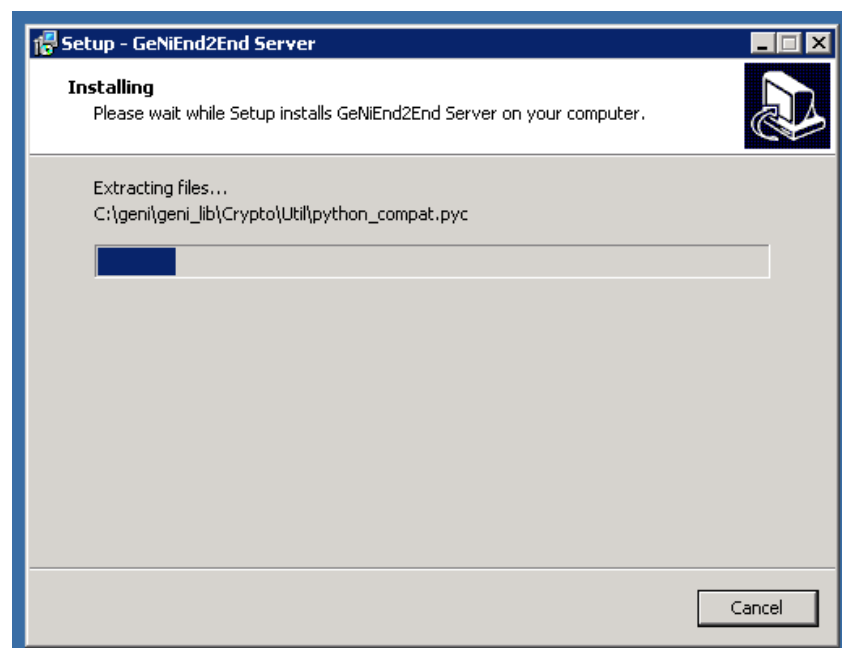 Setup - GeNiEnd2End Server
Installing
Please wait while Setup installs GeNiEnd2End Server on your computer.
Extracting files...
C:\geni\geni_lib\Crypto\Util\python_compat.pyc
Cancel